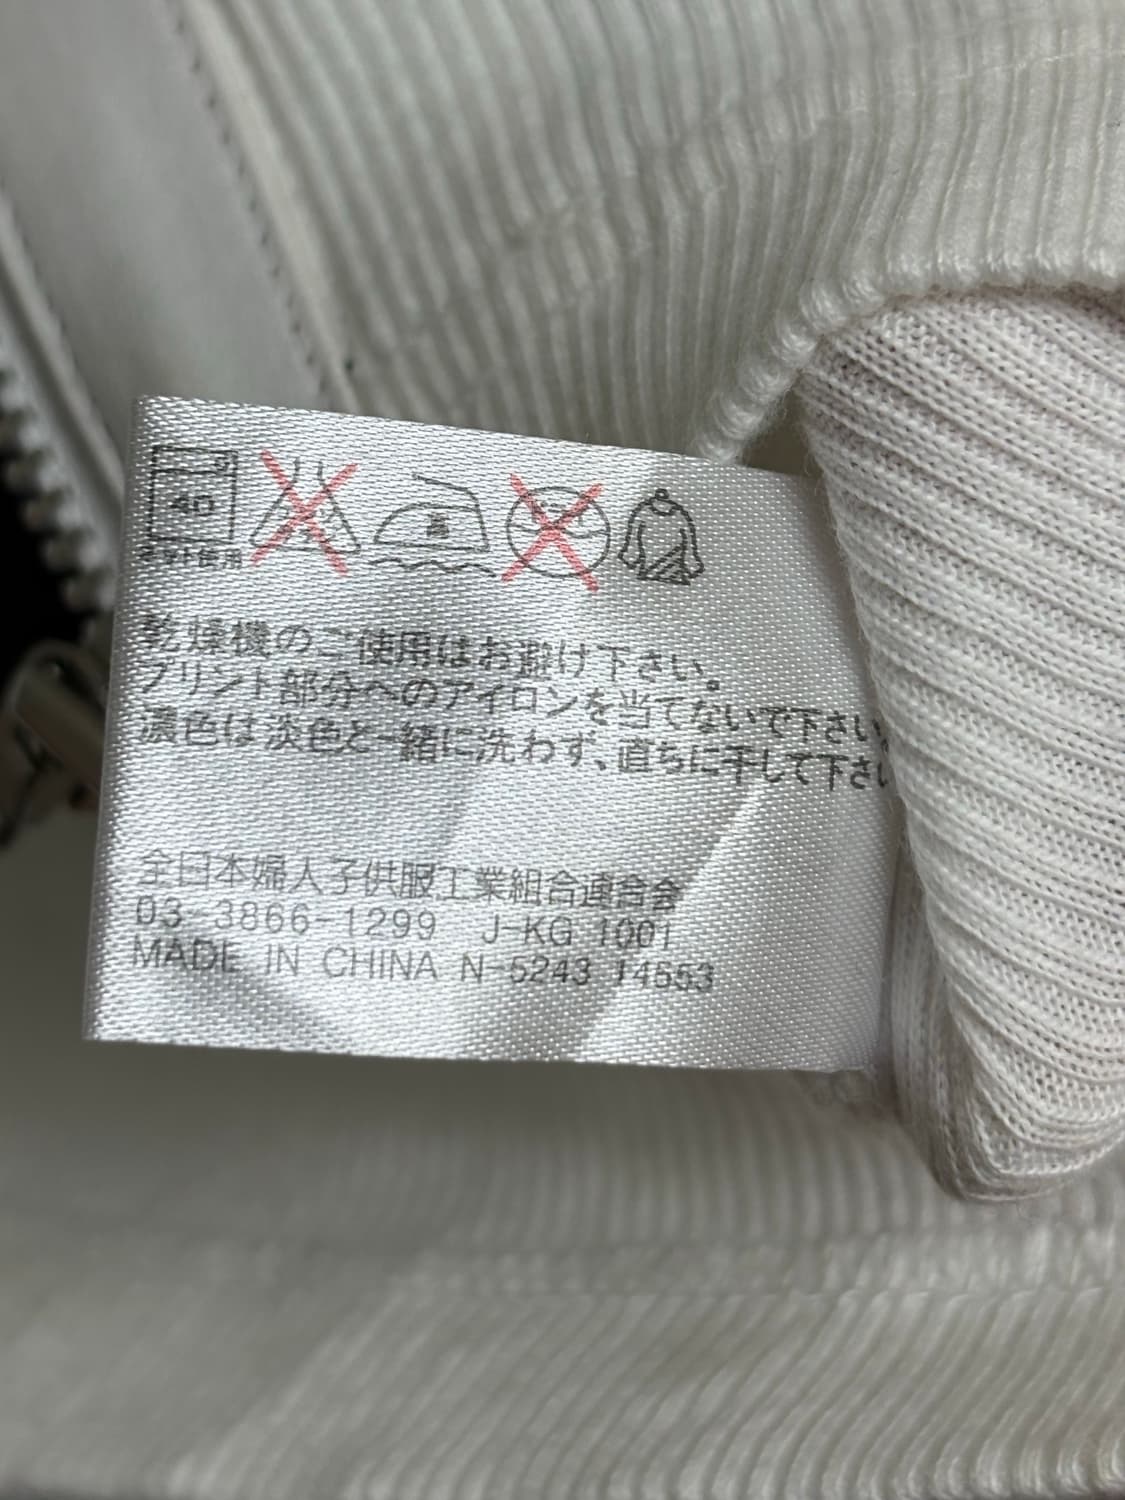 40
ネット使用
高
乾燥機のご使用はお避け下さい。
プリント部分へのアイロンを当てないで下さい。
濃色は淡色と一緒に洗わず、直ちに干して下さい
全日本婦人子供服工業組合連合会
03-3866-1299 J-KG 1001
MADE IN CHINA N-5243 14553